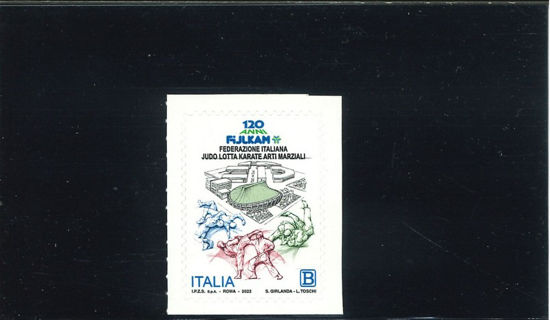 120
ANNI
FIJLKAM
FEDERAZIONE ITALIANA
JUDO LOTTA KARATE ARTI MARZIALI
ITALIA B
I.P.Z.S. S.p.A. - ROMA - 2022 S. GIRLANDA - L. TOSCHI